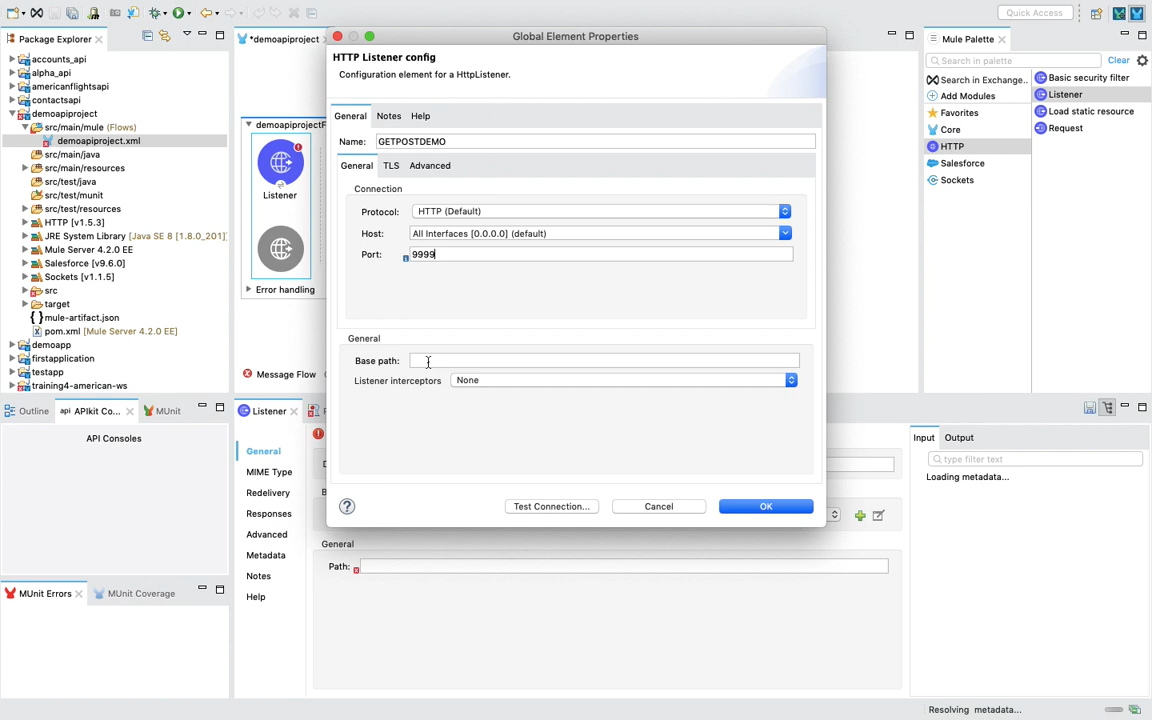 Quick Access
Package Explorer
*demoapiproject
Global Element Properties
HTTP Listener config
Configuration element for a HttpListener.
General
Notes
Help
Name:
GETPOSTDEMO
General
TLS
Advanced
Connection
Protocol:
HTTP (Default)
Host:
All Interfaces [0.0.0.0] (default)
Port:
9999
General
Base path:
Listener interceptors
None
Test Connection...
Cancel
OK
accounts_api
alpha_api
americanflightsapi
contactsapi
demoapiproject
src/main/mule (Flows)
demoapiproject.xml
src/main/java
src/main/resources
src/test/java
src/test/munit
src/test/resources
HTTP [v1.5.3]
JRE System Library [Java SE 8 [1.8.0_201]]
Mule Server 4.2.0 EE
Salesforce [v9.6.0]
Sockets [v1.1.5]
src
target
mule-artifact.json
pom.xml [Mule Server 4.2.0 EE]
demoapp
firstapplication
testapp
training4-american-ws
demoapiprojectF
Listener
Error handling
Message Flow
Mule Palette
Search in palette
Clear
Search in Exchange..
Add Modules
Favorites
Core
HTTP
Salesforce
Sockets
Basic security filter
Listener
Load static resource
Request
Outline
api APIkit Co...
MUnit
API Consoles
MUnit Errors
MUnit Coverage
Listener
General
MIME Type
Redelivery
Responses
Advanced
Metadata
Notes
Help
General
Path:
Input
Output
type filter text
Loading metadata...
Resolving metadata...